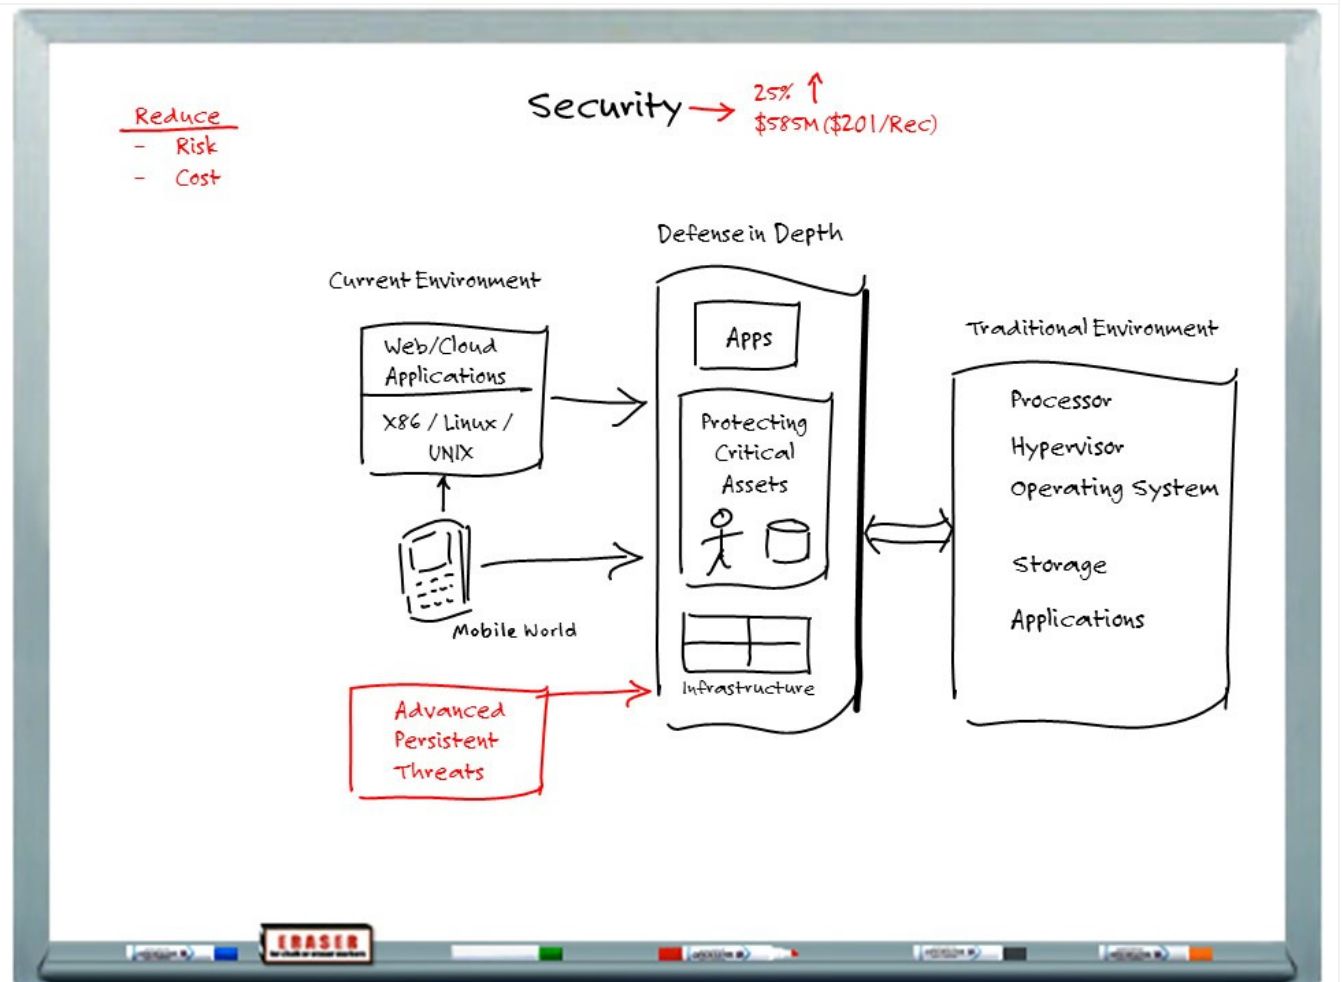 Security → 25% ↑
$585M ($201/Rec)
Reduce
- Risk
- Cost
Defense in Depth
Current Environment
Web/Cloud
Applications
X86 / Linux /
UNIX
Mobile World
Advanced
Persistent
Threats
Apps
Protecting
Critical
Assets
Infrastructure
Traditional Environment
Processor
Hypervisor
Operating System
Storage
Applications
ERASER